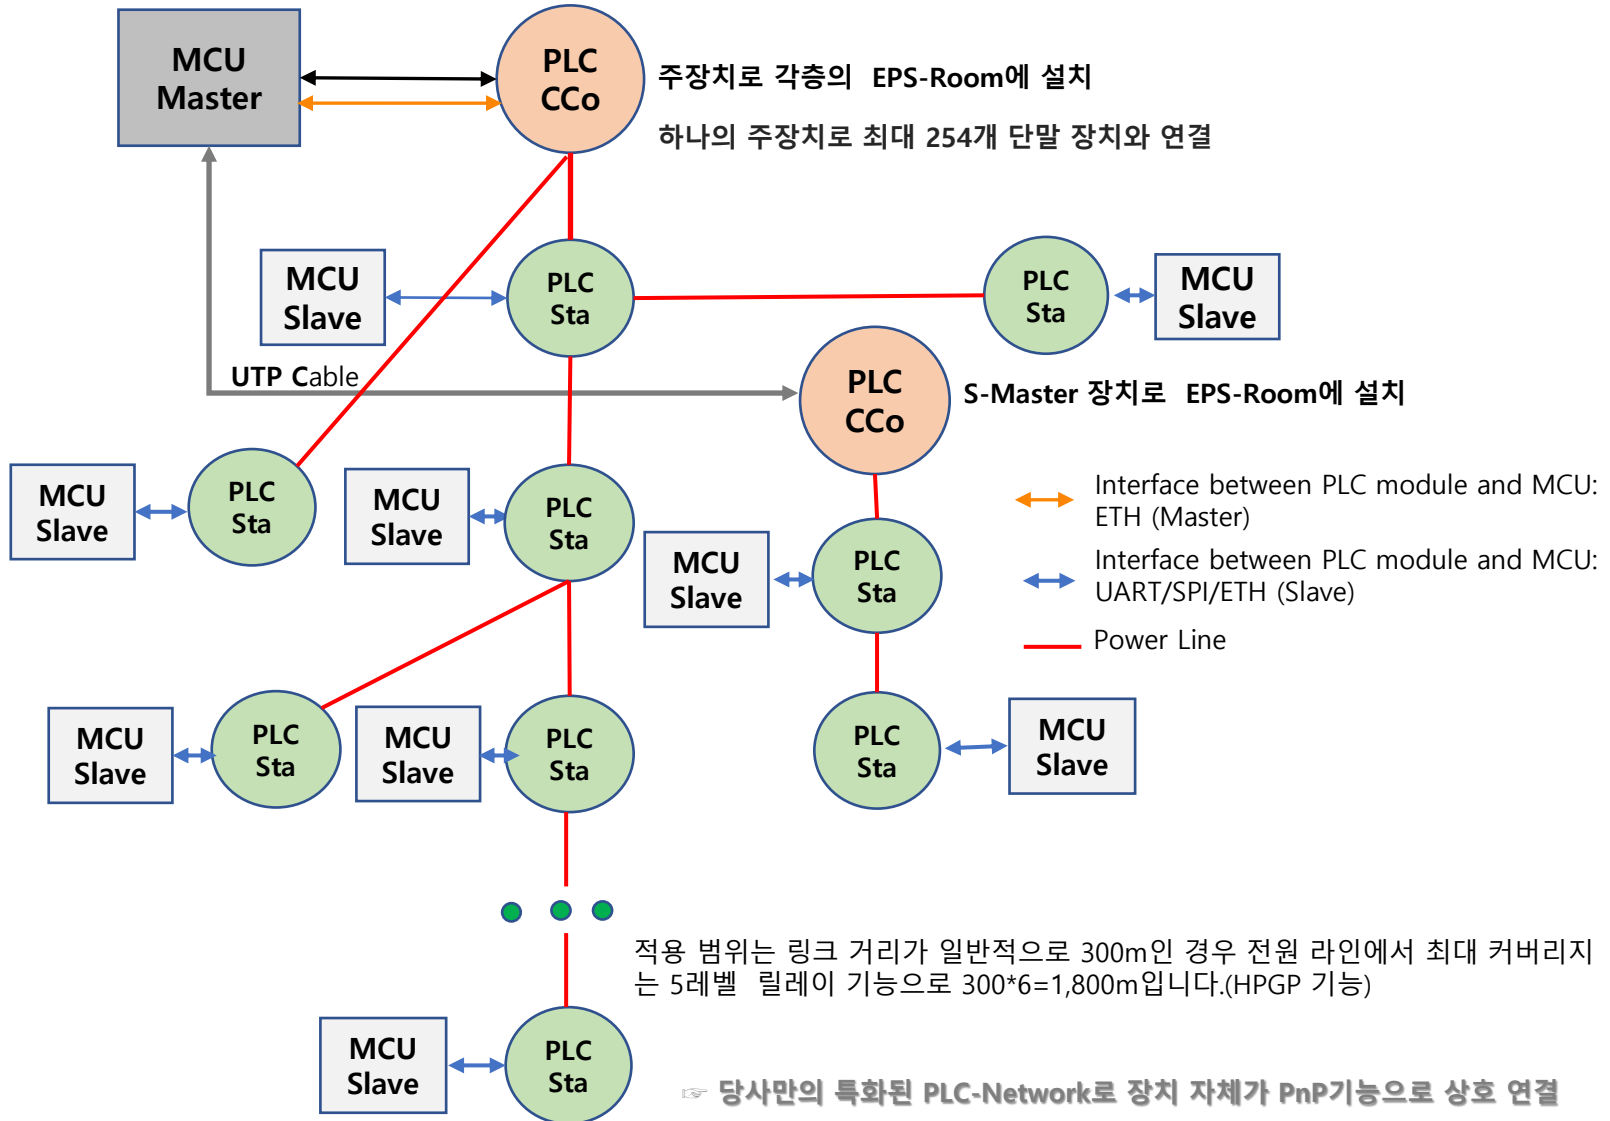 MCU
Master
PLC
CCo
주장치로 각층의 EPS-Room에 설치
하나의 주장치로 최대 254개 단말 장치와 연결
MCU
Slave
PLC
Sta
PLC
Sta
MCU
Slave
UTP Cable
PLC
CCo
S-Master 장치로 EPS-Room에 설치
MCU
Slave
PLC
Sta
MCU
Slave
PLC
Sta
Interface between PLC module and MCU:
ETH (Master)
MCU
Slave
PLC
Sta
Interface between PLC module and MCU:
UART/SPI/ETH (Slave)
Power Line
MCU
Slave
PLC
Sta
MCU
Slave
PLC
Sta
PLC
Sta
MCU
Slave
적용 범위는 링크 거리가 일반적으로 300m인 경우 전원 라인에서 최대 커버리지
는 5레벨 릴레이 기능으로 300*6=1,800m입니다.(HPGP 기능)
MCU
Slave
PLC
Sta
☞ 당사만의 특화된 PLC-Network로 장치 자체가 PnP기능으로 상호 연결